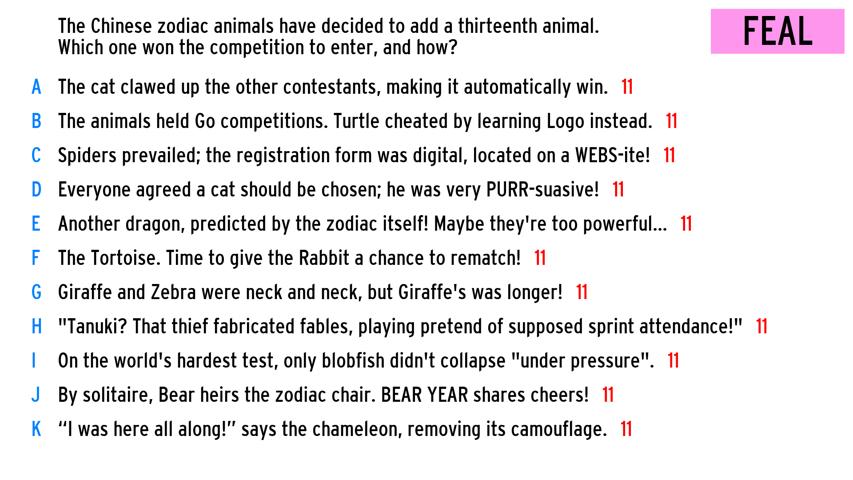 The Chinese zodiac animals have decided to add a thirteenth animal.
Which one won the competition to enter, and how?
FEAL
A The cat clawed up the other contestants, making it automatically win. 11
B The animals held Go competitions. Turtle cheated by learning Logo instead. 11
C Spiders prevailed; the registration form was digital, located on a WEBS-ite! 11
D Everyone agreed a cat should be chosen; he was very PURR-suasive! 11
E Another dragon, predicted by the zodiac itself! Maybe they're too powerful... 11
F The Tortoise. Time to give the Rabbit a chance to rematch! 11
G Giraffe and Zebra were neck and neck, but Giraffe's was longer! 11
H "Tanuki? That thief fabricated fables, playing pretend of supposed sprint attendance!" 11
I On the world's hardest test, only blobfish didn't collapse "under pressure". 11
J By solitaire, Bear heirs the zodiac chair. BEAR YEAR shares cheers! 11
K “I was here all along!” says the chameleon, removing its camouflage. 11